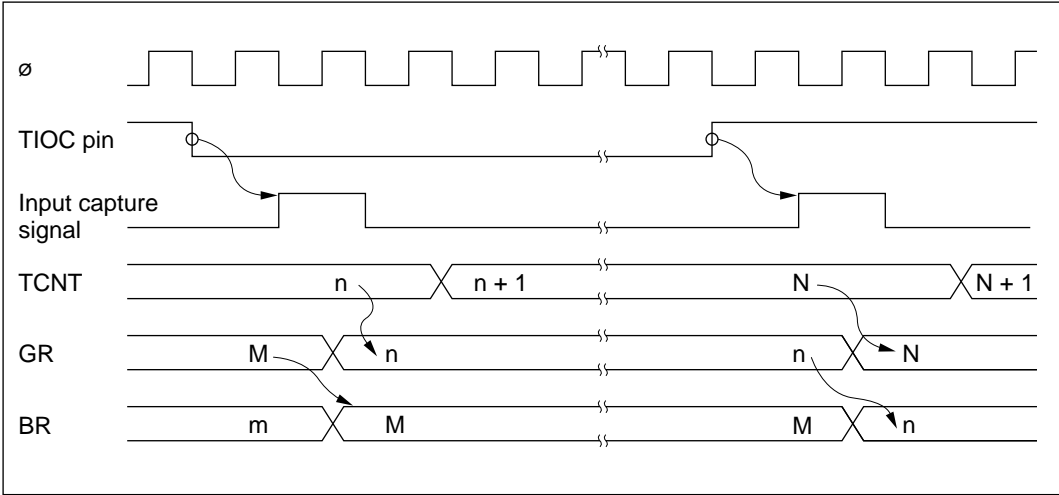 ø
TIOC pin
Input capture
signal
TCNT n n + 1 N N + 1
GR M n n N
BR m M M n